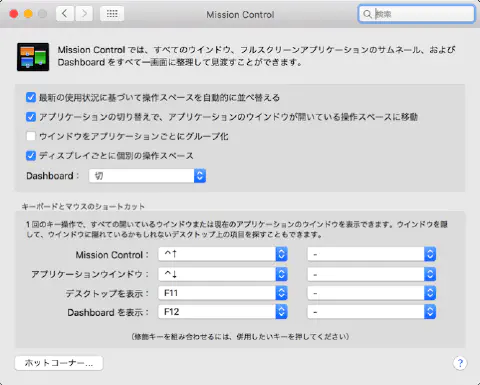 Mission Control
検索
Mission Control では、すべてのウインドウ、フルスクリーンアプリケーションのサムネール、および
Dashboard をすべて一画面に整理して見渡すことができます。
最新の使用状況に基づいて操作スペースを自動的に並べ替える
アプリケーションの切り替えで、アプリケーションのウインドウが開いている操作スペースに移動
ウインドウをアプリケーションごとにグループ化
ディスプレイごとに個別の操作スペース
Dashboard： 切
キーボードとマウスのショートカット
1 回のキー操作で、すべての開いているウインドウまたは現在のアプリケーションのウインドウを表示できます。ウインドウを隠
して、ウインドウに隠れているかもしれないデスクトップ上の項目を探すこともできます。
Mission Control： ^↑ -
アプリケーションウインドウ： ^↓ -
デスクトップを表示： F11 -
Dashboard を表示： F12 -
（修飾キーを組み合わせるには、併用したいキーを押してください）
ホットコーナー... ?